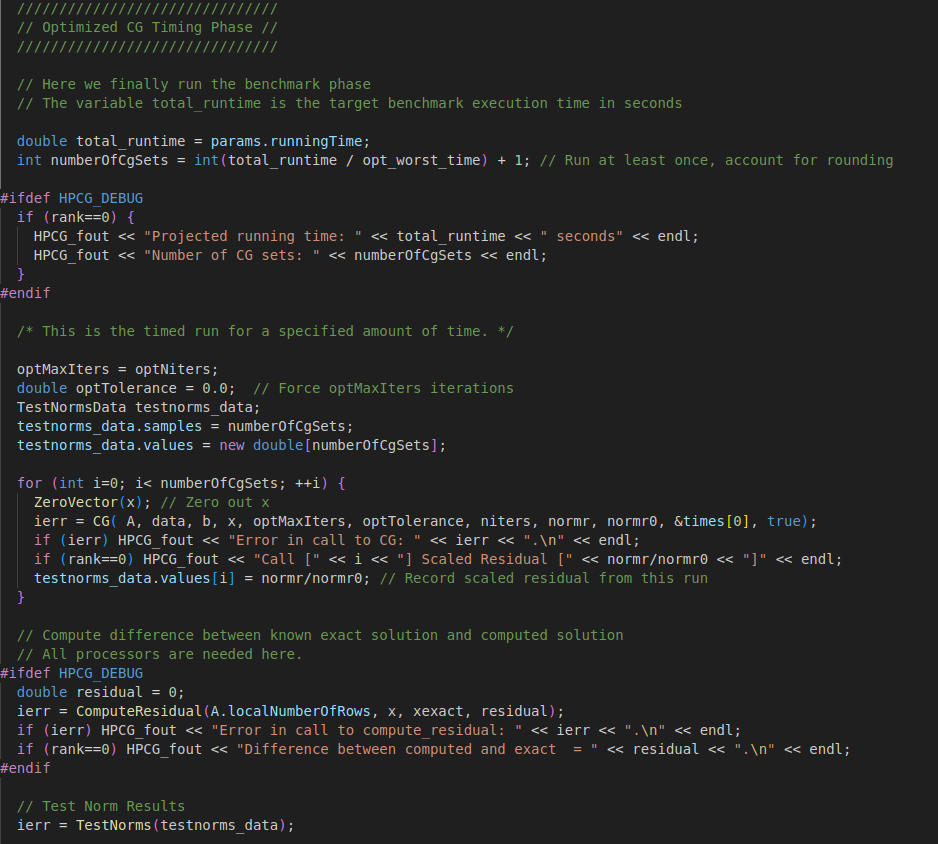 ///////////////////////////////
// Optimized CG Timing Phase //
///////////////////////////////
// Here we finally run the benchmark phase
// The variable total_runtime is the target benchmark execution time in seconds
double total_runtime = params.runningTime;
int numberOfCgSets = int(total_runtime / opt_worst_time) + 1; // Run at least once, account for rounding
#ifdef HPCG_DEBUG
if (rank==0) {
HPCG_fout << "Projected running time: " << total_runtime << " seconds" << endl;
HPCG_fout << "Number of CG sets: " << numberOfCgSets << endl;
}
#endif
/* This is the timed run for a specified amount of time. */
optMaxIters = optNiters;
double optTolerance = 0.0;  // Force optMaxIters iterations
TestNormsData testnorms_data;
testnorms_data.samples = numberOfCgSets;
testnorms_data.values = new double[numberOfCgSets];
for (int i=0; i< numberOfCgSets; ++i) {
ZeroVector(x); // Zero out x
ierr = CG( A, data, b, x, optMaxIters, optTolerance, niters, normr, normr0, &times[0], true);
if (ierr) HPCG_fout << "Error in call to CG: " << ierr << ".\n" << endl;
if (rank==0) HPCG_fout << "Call [" << i << "] Scaled Residual [" << normr/normr0 << "]" << endl;
testnorms_data.values[i] = normr/normr0; // Record scaled residual from this run
}
// Compute difference between known exact solution and computed solution
// All processors are needed here.
#ifdef HPCG_DEBUG
double residual = 0;
ierr = ComputeResidual(A.localNumberOfRows, x, xexact, residual);
if (ierr) HPCG_fout << "Error in call to compute_residual: " << ierr << ".\n" << endl;
if (rank==0) HPCG_fout << "Difference between computed and exact  = " << residual << ".\n" << endl;
#endif
// Test Norm Results
ierr = TestNorms(testnorms_data);